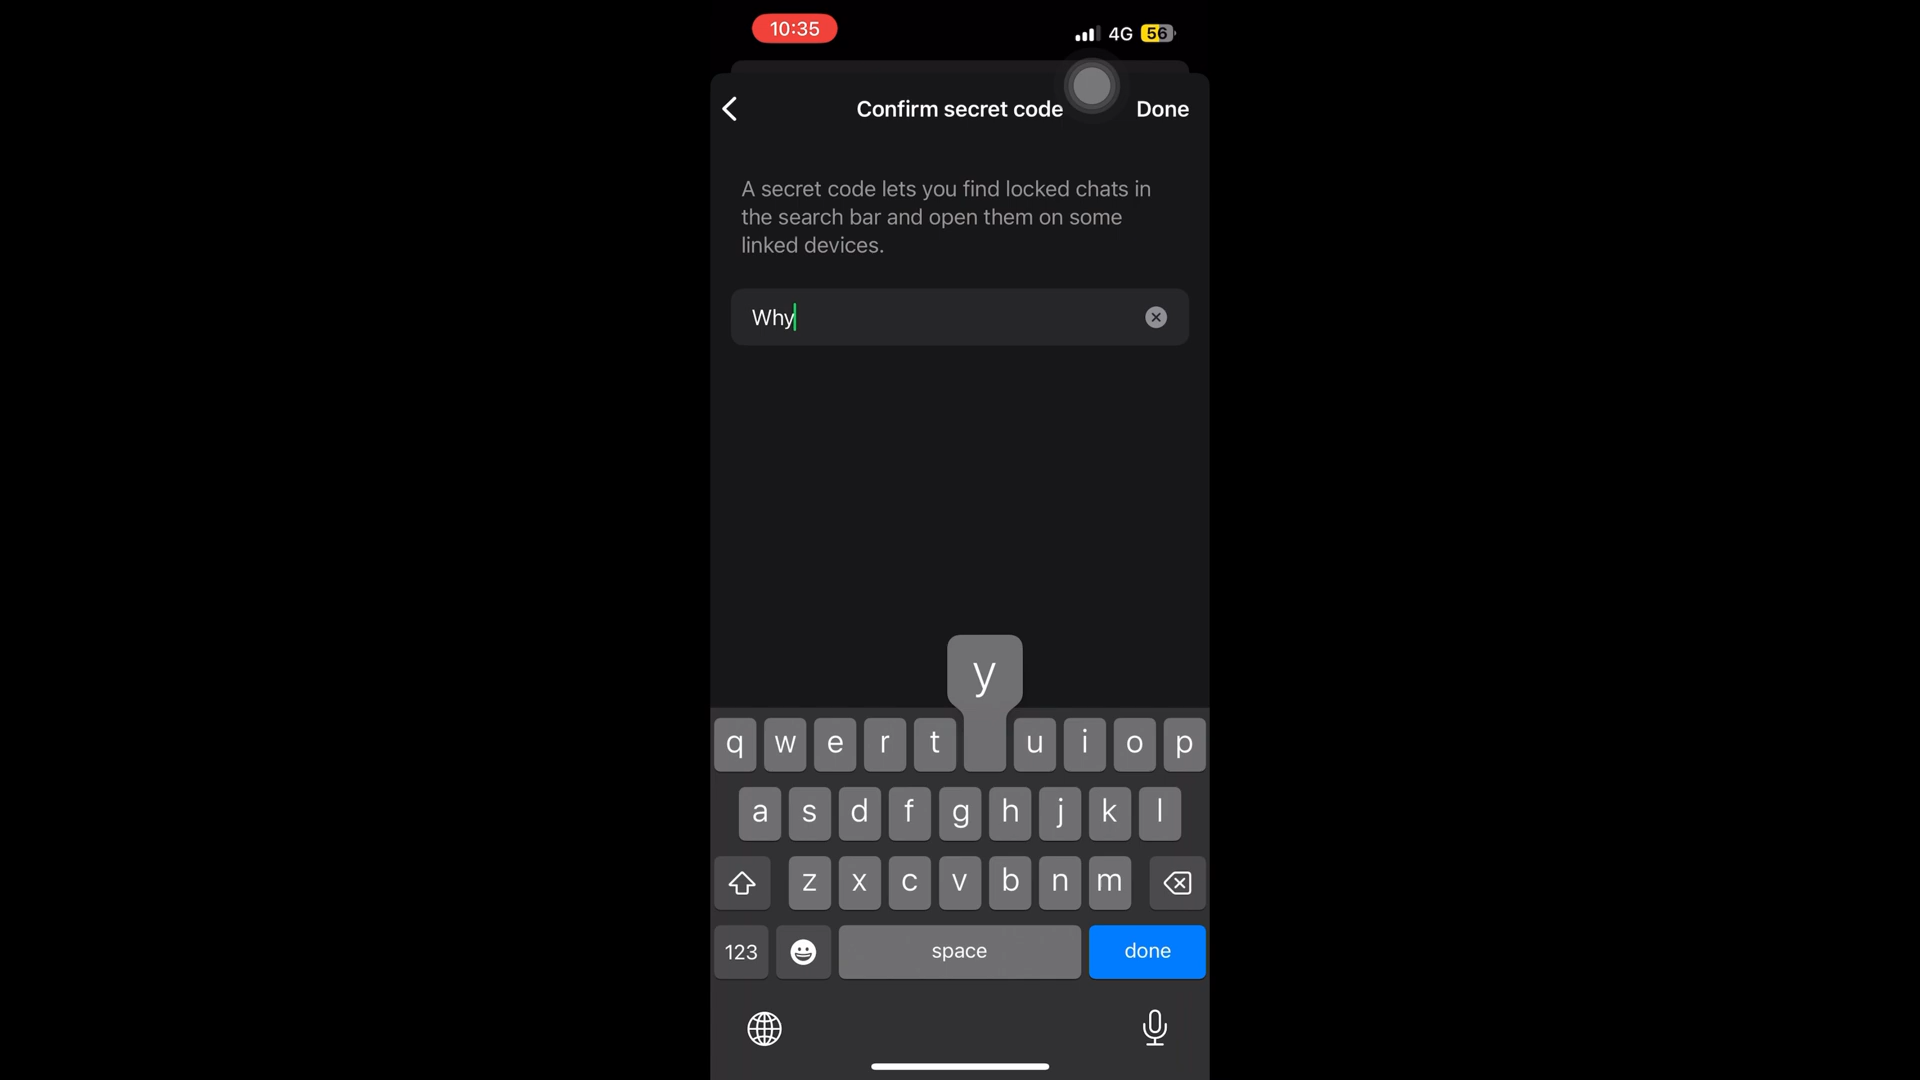 10:35
4G 56
Confirm secret code
Done
A secret code lets you find locked chats in
the search bar and open them on some
linked devices.
Why
y
q w e r t u i o p
a s d f g h j k l
z x c v b n m
123 space done